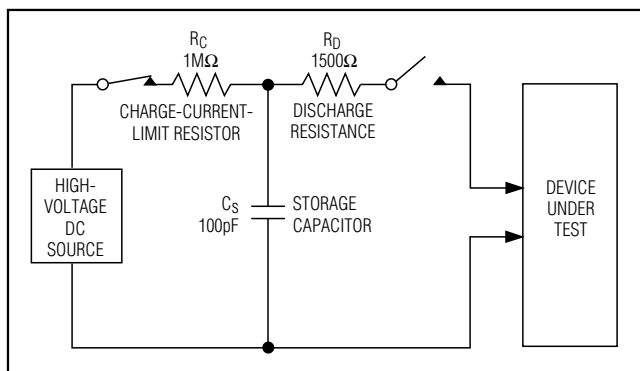 RC
1MΩ
CHARGE-CURRENT-
LIMIT RESISTOR
RD
1500Ω
DISCHARGE
RESISTANCE
HIGH-
VOLTAGE
DC
SOURCE
CS
100pF
STORAGE
CAPACITOR
DEVICE
UNDER
TEST